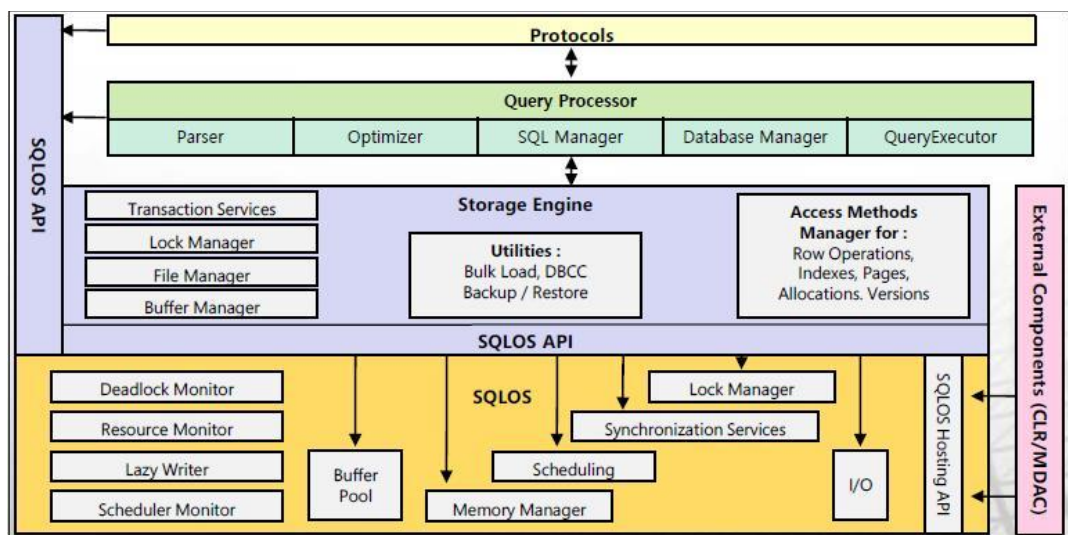 Protocols
Query Processor
Parser
Optimizer
SQL Manager
Database Manager
QueryExecutor
SQLOS API
Storage Engine
Transaction Services
Lock Manager
File Manager
Buffer Manager
Utilities :
Bulk Load, DBCC
Backup / Restore
Access Methods
Manager for :
Row Operations,
Indexes, Pages,
Allocations. Versions
SQLOS API
SQLOS
Deadlock Monitor
Resource Monitor
Lazy Writer
Scheduler Monitor
Buffer
Pool
Memory Manager
Scheduling
Synchronization Services
Lock Manager
I/O
SQLOS Hosting API
External Components (CLR/MDAC)